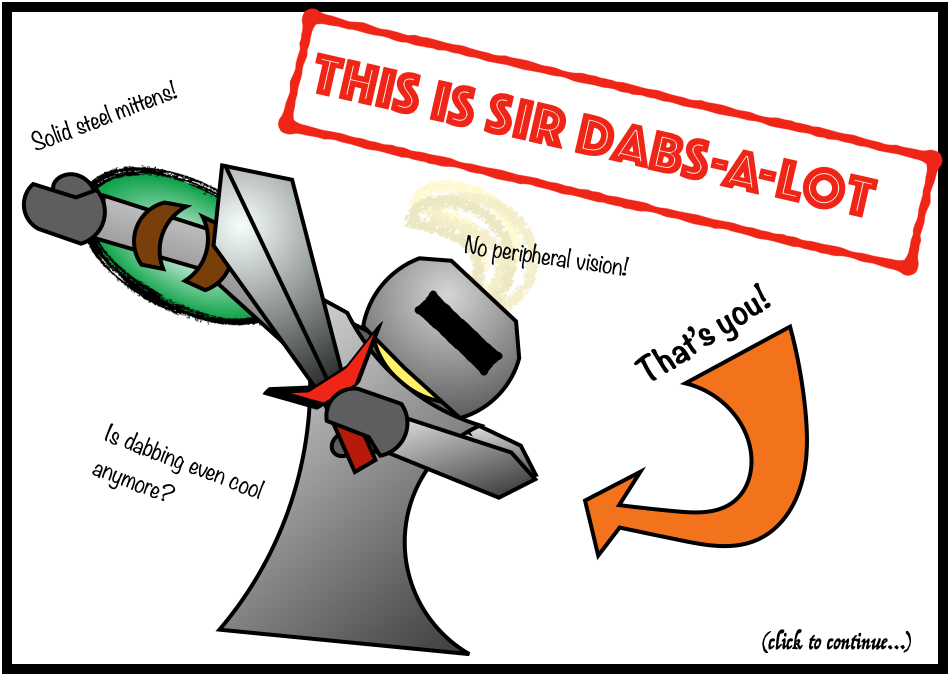 THIS IS SIR DABS-A-LOT
Solid steel mittens!
No peripheral vision!
That's you!
Is dabbing even cool
anymore?
(click to continue...)